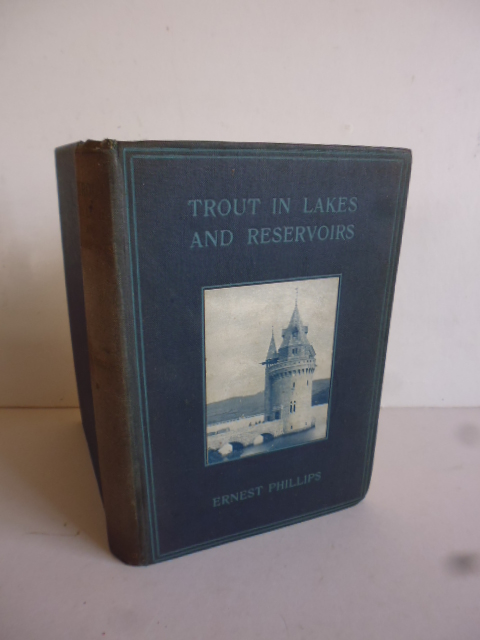 TROUT IN LAKES
AND RESERVOIRS
ERNEST PHILLIPS